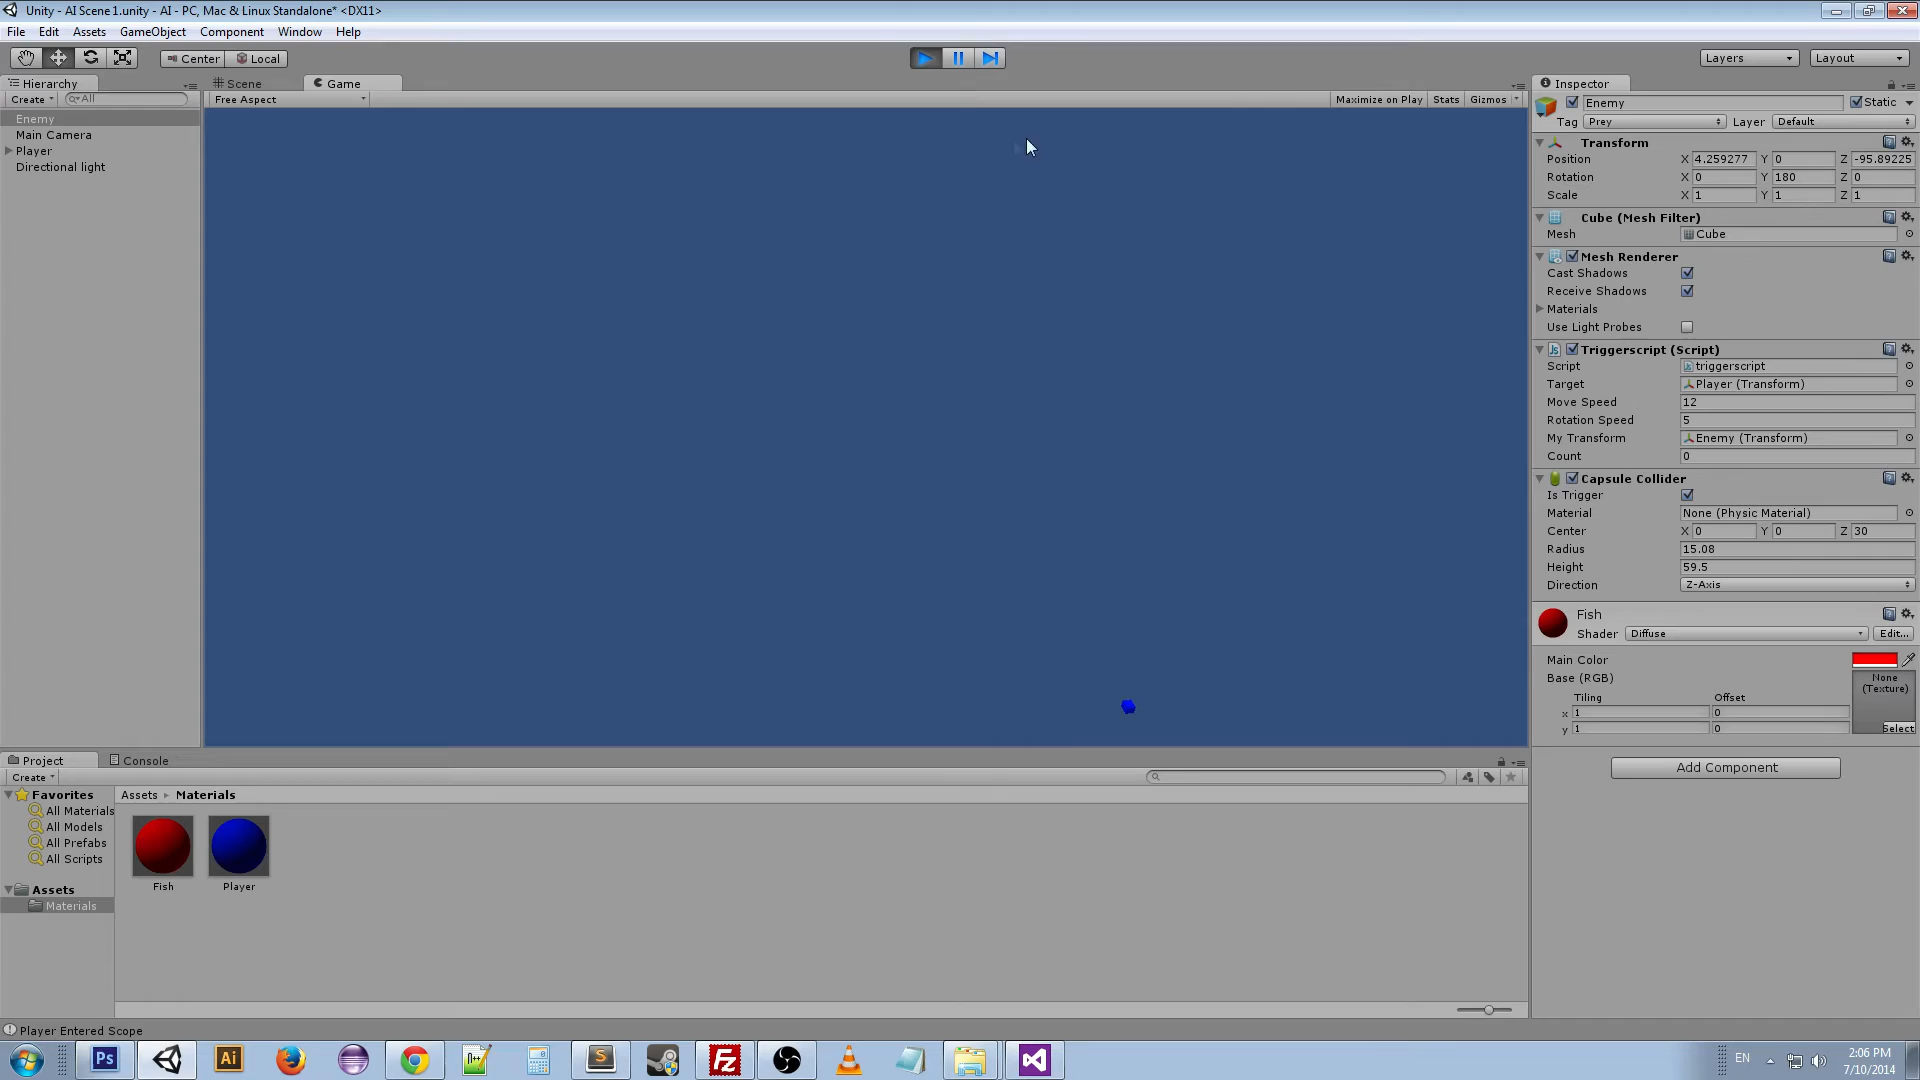 Unity - AI Scene1.unity - AI - PC, Mac & Linux Standalone* <DX11>
File Edit Assets GameObject Component Window Help
Center Local
Layers Layout
Hierarchy
Create All
Enemy
Main Camera
Player
Directional light
Scene Game
Free Aspect Maximize on Play Stats Gizmos
Inspector
Enemy Static
Tag Prey Layer Default
Transform
Position X 4.259277 Y 0 Z -95.89225
Rotation X 0 Y 180 Z 0
Scale X 1 Y 1 Z 1
Cube (Mesh Filter)
Mesh Cube
Mesh Renderer
Cast Shadows
Receive Shadows
Materials
Use Light Probes
Triggerscript (Script)
Script triggerscript
Target Player (Transform)
Move Speed 12
Rotation Speed 5
My Transform Enemy (Transform)
Count 0
Capsule Collider
Is Trigger
Material None (Physic Material)
Center X 0 Y 0 Z 30
Radius 15.08
Height 59.5
Direction Z-Axis
Fish
Shader Diffuse Edit...
Main Color
Base (RGB)
None
(Texture)
Tiling Offset
x 1 0
y 1 0
Select
Add Component
Project Console
Create
Favorites
All Materials
All Models
All Prefabs
All Scripts
Assets
Materials
Assets Materials
Fish Player
Player Entered Scope
Ps Ai Fz S
EN
2:06 PM
7/10/2014